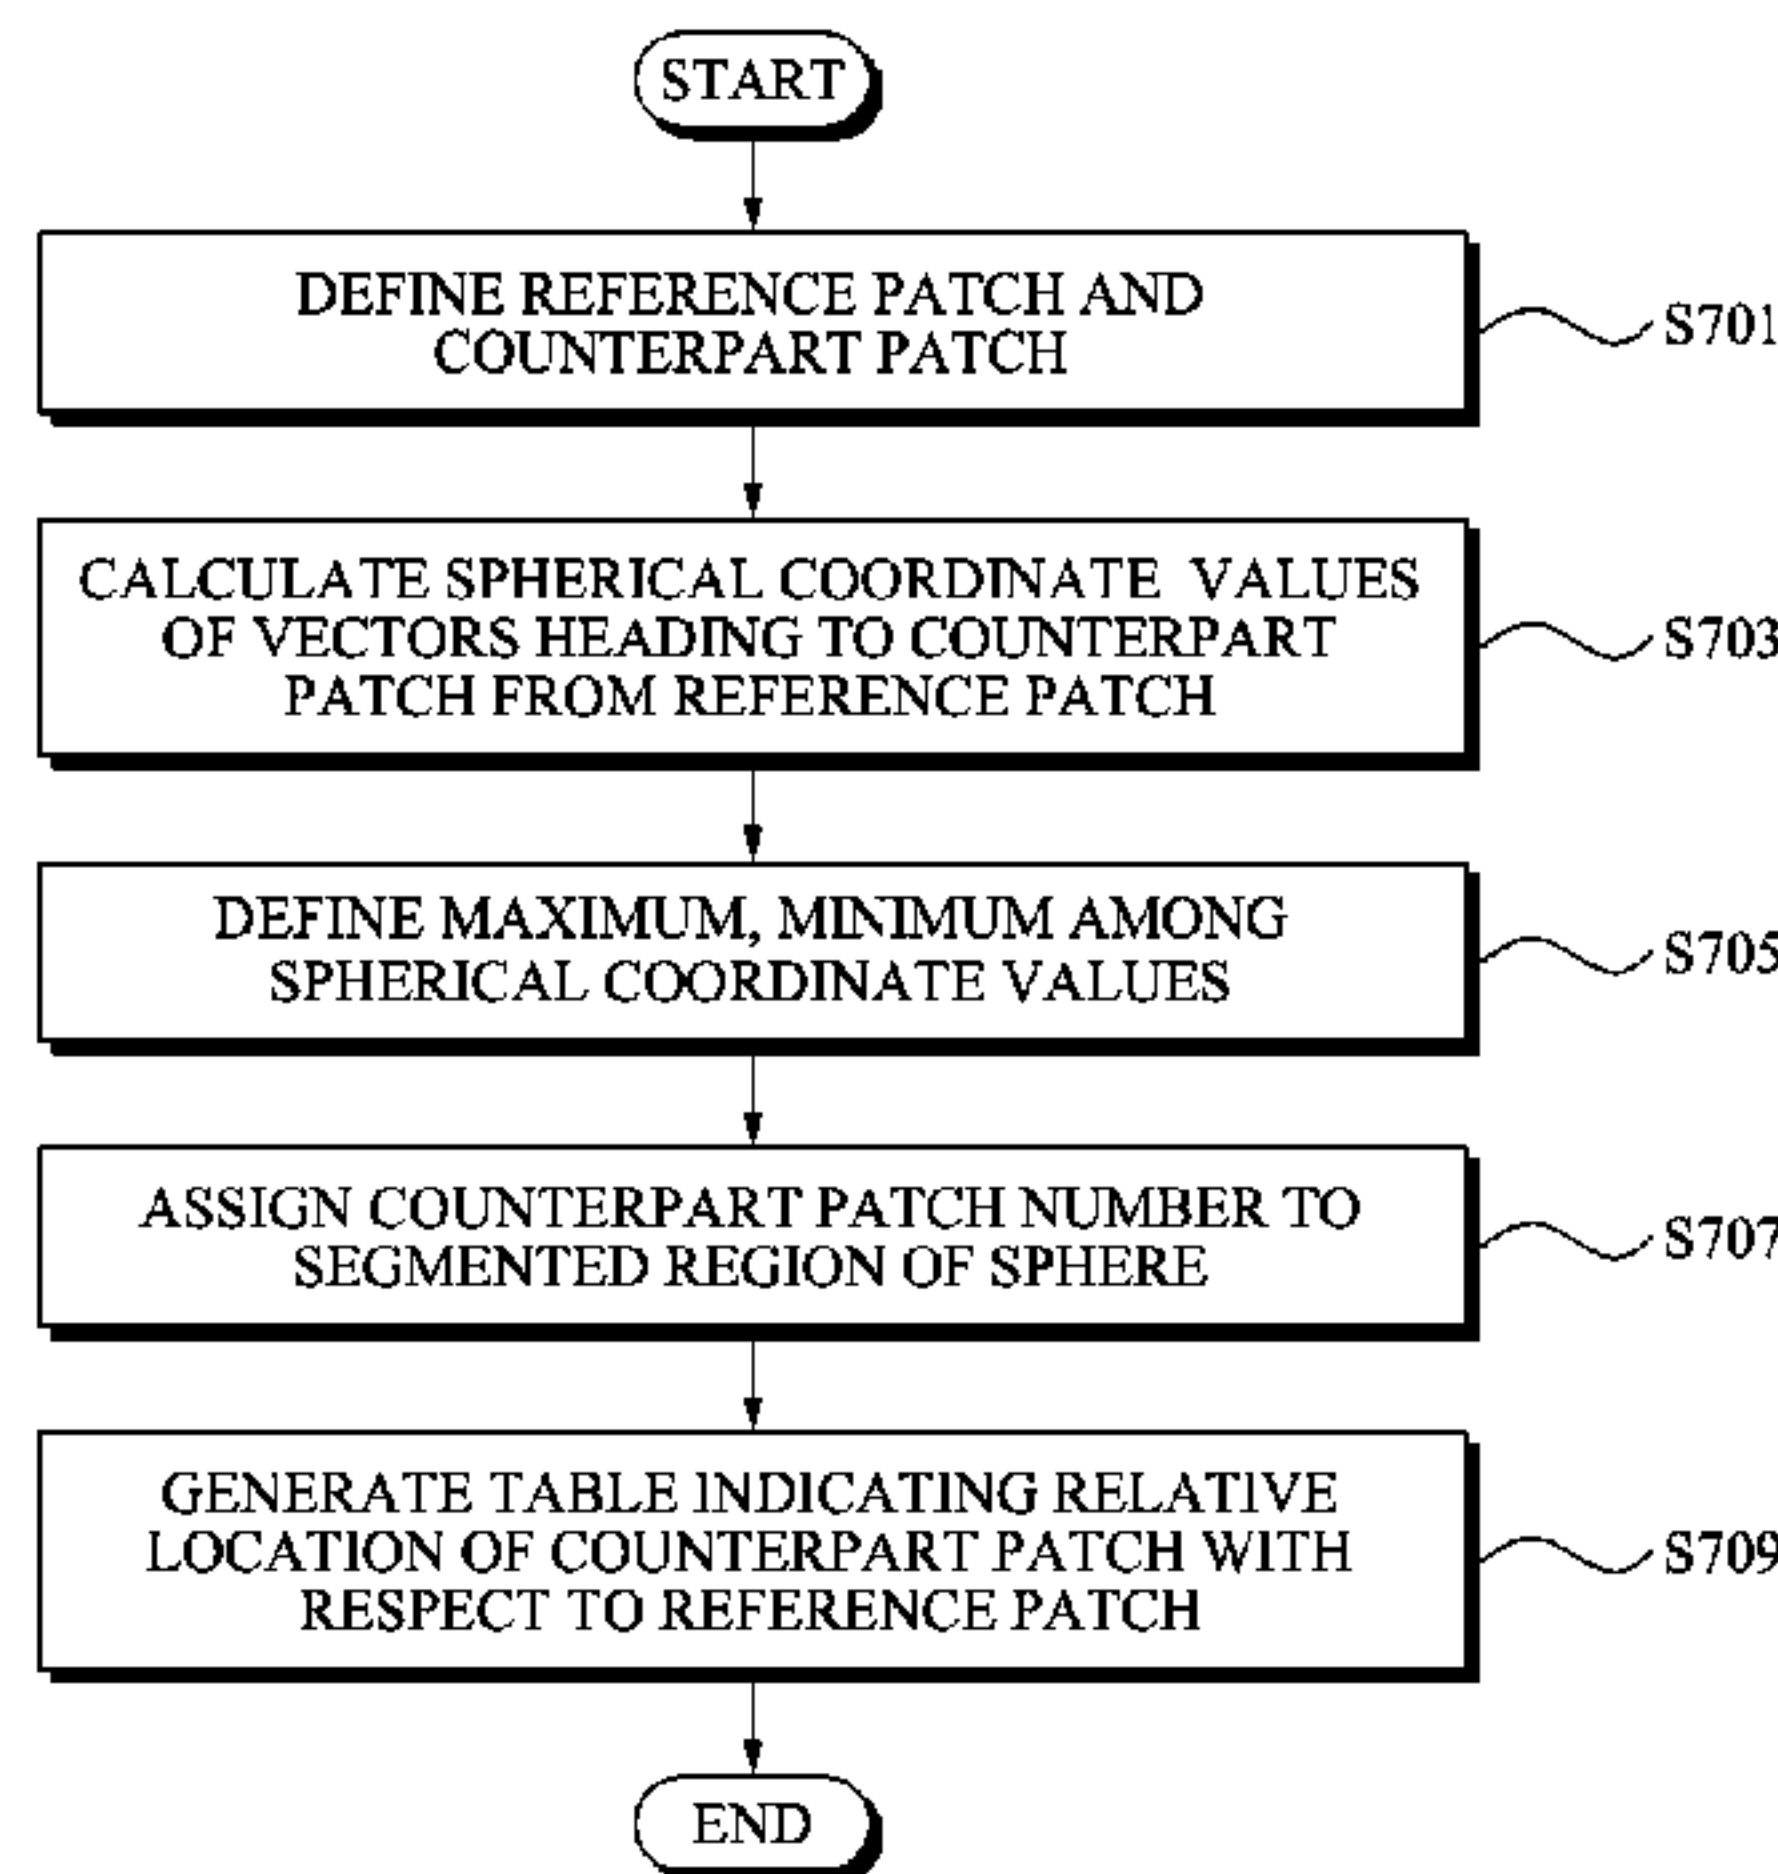 START
DEFINE REFERENCE PATCH AND
COUNTERPART PATCH
S701
CALCULATE SPHERICAL COORDINATE VALUES
OF VECTORS HEADING TO COUNTERPART
PATCH FROM REFERENCE PATCH
S703
DEFINE MAXIMUM, MINIMUM AMONG
SPHERICAL COORDINATE VALUES
S705
ASSIGN COUNTERPART PATCH NUMBER TO
SEGMENTED REGION OF SPHERE
S707
GENERATE TABLE INDICATING RELATIVE
LOCATION OF COUNTERPART PATCH WITH
RESPECT TO REFERENCE PATCH
S709
END